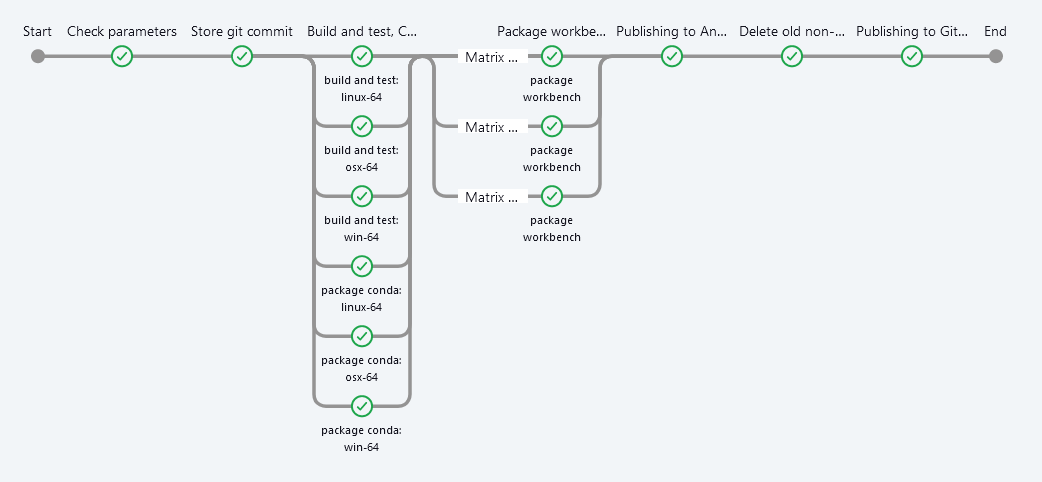 Start
Check parameters
Store git commit
Build and test, C...
Package workbe...
Publishing to An...
Delete old non-...
Publishing to Git...
End
build and test:
linux-64
build and test:
osx-64
build and test:
win-64
package conda:
linux-64
package conda:
osx-64
package conda:
win-64
Matrix ...
package
workbench
Matrix ...
package
workbench
Matrix ...
package
workbench